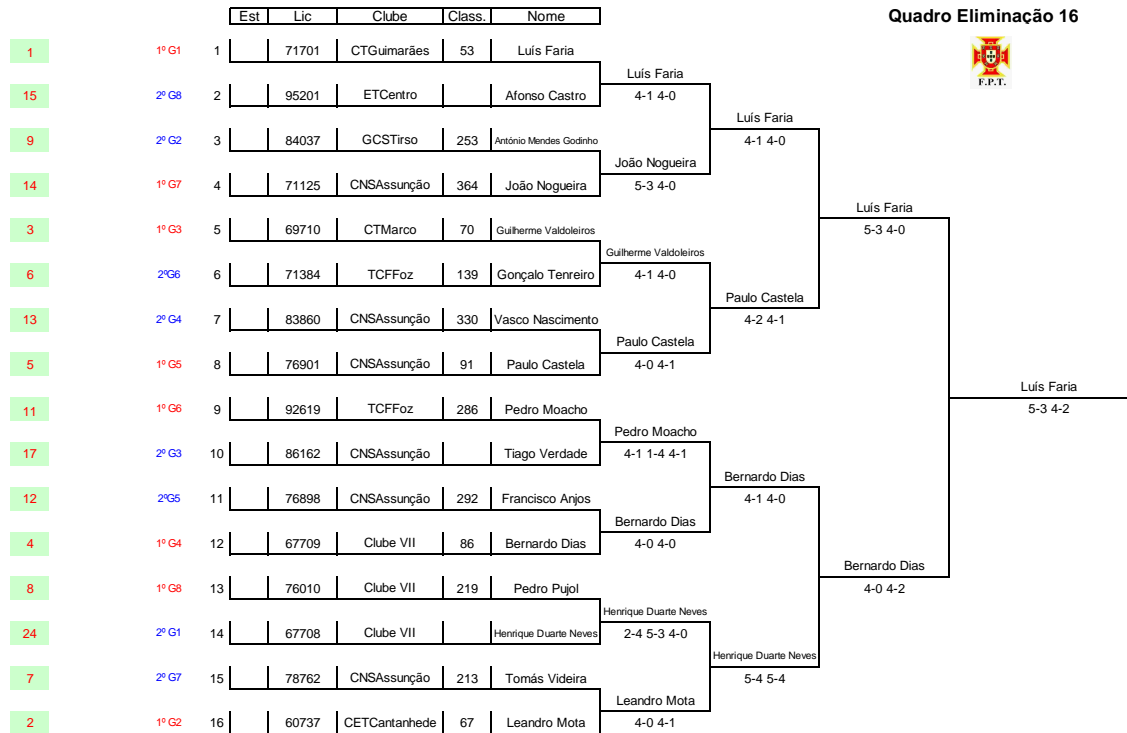 Est Lic Clube Class. Nome
Quadro Eliminação 16
F.P.T.
1 1º G1 1 71701 CTGuimarães 53 Luís Faria
Luís Faria
15 2º G8 2 95201 ETCentro Afonso Castro 4-1 4-0
Luís Faria
9 2º G2 3 84037 GCSTirso 253 António Mendes Godinho 4-1 4-0
João Nogueira
14 1º G7 4 71125 CNSAssunção 364 João Nogueira 5-3 4-0
Luís Faria
3 1º G3 5 69710 CTMarco 70 Guilherme Valdoleiros 5-3 4-0
Guilherme Valdoleiros
6 2ºG6 6 71384 TCFFoz 139 Gonçalo Tenreiro 4-1 4-0
Paulo Castela
13 2º G4 7 83860 CNSAssunção 330 Vasco Nascimento 4-2 4-1
Paulo Castela
5 1º G5 8 76901 CNSAssunção 91 Paulo Castela 4-0 4-1
Luís Faria
11 1º G6 9 92619 TCFFoz 286 Pedro Moacho 5-3 4-2
Pedro Moacho
17 2º G3 10 86162 CNSAssunção Tiago Verdade 4-1 1-4 4-1
Bernardo Dias
12 2ºG5 11 76898 CNSAssunção 292 Francisco Anjos 4-1 4-0
Bernardo Dias
4 1º G4 12 67709 Clube VII 86 Bernardo Dias 4-0 4-0
Bernardo Dias
8 1º G8 13 76010 Clube VII 219 Pedro Pujol 4-0 4-2
Henrique Duarte Neves
24 2º G1 14 67708 Clube VII Henrique Duarte Neves 2-4 5-3 4-0
Henrique Duarte Neves
7 2º G7 15 78762 CNSAssunção 213 Tomás Videira 5-4 5-4
Leandro Mota
2 1º G2 16 60737 CETCantanhede 67 Leandro Mota 4-0 4-1